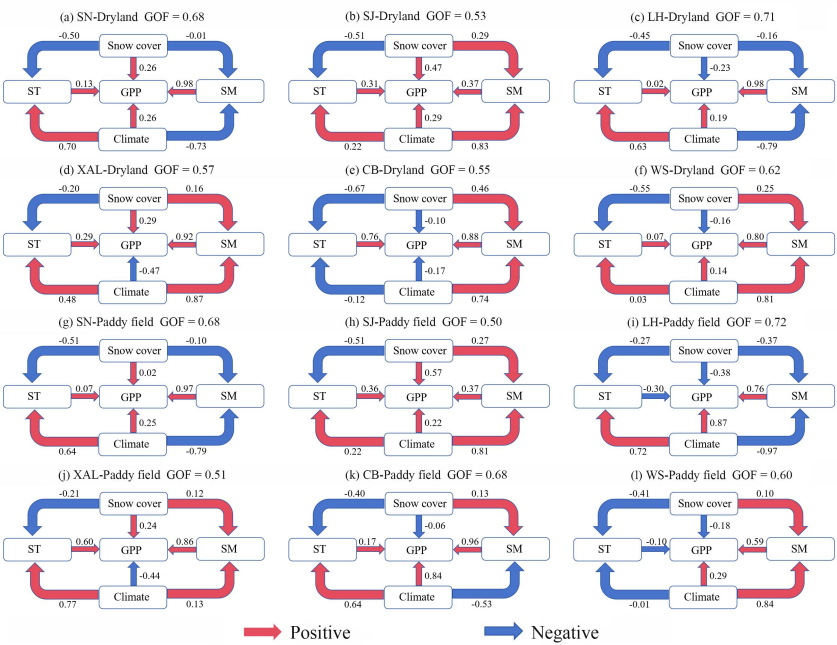 (a) SN-Dryland GOF = 0.68
-0.50 Snow cover -0.01
0.26
ST 0.13 GPP 0.98 SM
0.26
Climate
0.70 -0.73
(b) SJ-Dryland GOF = 0.53
-0.51 Snow cover 0.29
0.47
ST 0.31 GPP 0.37 SM
0.29
Climate
0.22 0.83
(c) LH-Dryland GOF = 0.71
-0.45 Snow cover -0.16
-0.23
ST 0.02 GPP 0.98 SM
0.19
Climate
0.63 -0.79
(d) XAL-Dryland GOF = 0.57
-0.20 Snow cover 0.16
0.29
ST 0.29 GPP 0.92 SM
-0.47
Climate
0.48 0.87
(e) CB-Dryland GOF = 0.55
-0.67 Snow cover 0.46
-0.10
ST 0.76 GPP 0.88 SM
-0.17
Climate
-0.12 0.74
(f) WS-Dryland GOF = 0.62
-0.55 Snow cover 0.25
-0.16
ST 0.07 GPP 0.80 SM
0.14
Climate
0.03 0.81
(g) SN-Paddy field GOF = 0.68
-0.51 Snow cover -0.10
0.02
ST 0.07 GPP 0.97 SM
0.25
Climate
0.64 -0.79
(h) SJ-Paddy field GOF = 0.50
-0.51 Snow cover 0.27
0.57
ST 0.36 GPP 0.37 SM
0.22
Climate
0.22 0.81
(i) LH-Paddy field GOF = 0.72
-0.27 Snow cover -0.37
-0.38
ST -0.30 GPP 0.76 SM
0.87
Climate
0.72 -0.97
(j) XAL-Paddy field GOF = 0.51
-0.21 Snow cover 0.12
0.24
ST 0.60 GPP 0.86 SM
-0.44
Climate
0.77 0.13
(k) CB-Paddy field GOF = 0.68
-0.40 Snow cover 0.13
-0.06
ST 0.17 GPP 0.96 SM
0.84
Climate
0.64 -0.53
(l) WS-Paddy field GOF = 0.60
-0.41 Snow cover 0.10
-0.18
ST -0.10 GPP 0.59 SM
0.29
Climate
-0.01 0.84
Positive Negative